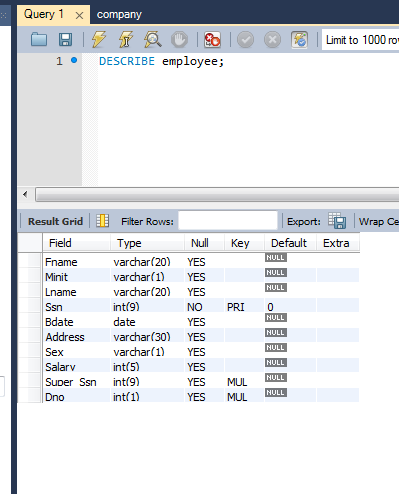 Query 1 × company
Limit to 1000 rov
1 DESCRIBE employee;
Result Grid Filter Rows: Export: Wrap Ce
Field Type Null Key Default Extra
Fname varchar(20) YES NULL
Minit varchar(1) YES NULL
Lname varchar(20) YES NULL
Ssn int(9) NO PRI 0
Bdate date YES NULL
Address varchar(30) YES NULL
Sex varchar(1) YES NULL
Salary int(5) YES NULL
Super_Ssn int(9) YES MUL NULL
Dno int(1) YES MUL NULL